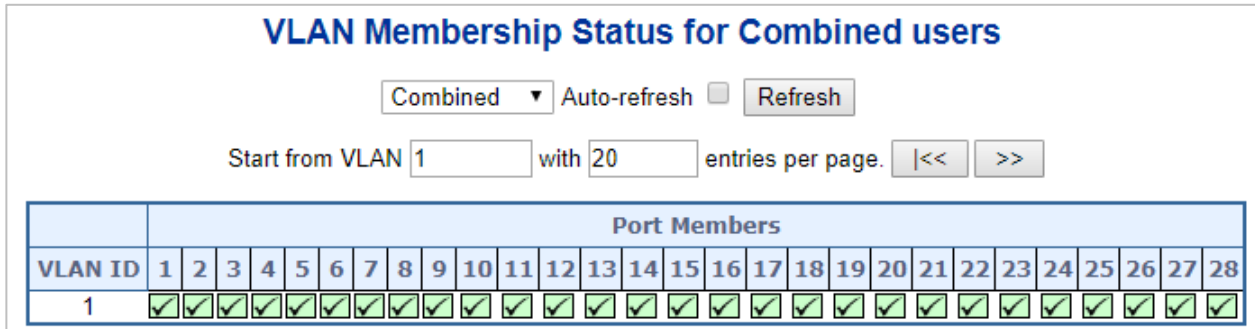 VLAN Membership Status for Combined users
Combined Auto-refresh Refresh
Start from VLAN 1 with 20 entries per page. |<< >>
Port Members
VLAN ID 1 2 3 4 5 6 7 8 9 10 11 12 13 14 15 16 17 18 19 20 21 22 23 24 25 26 27 28
1